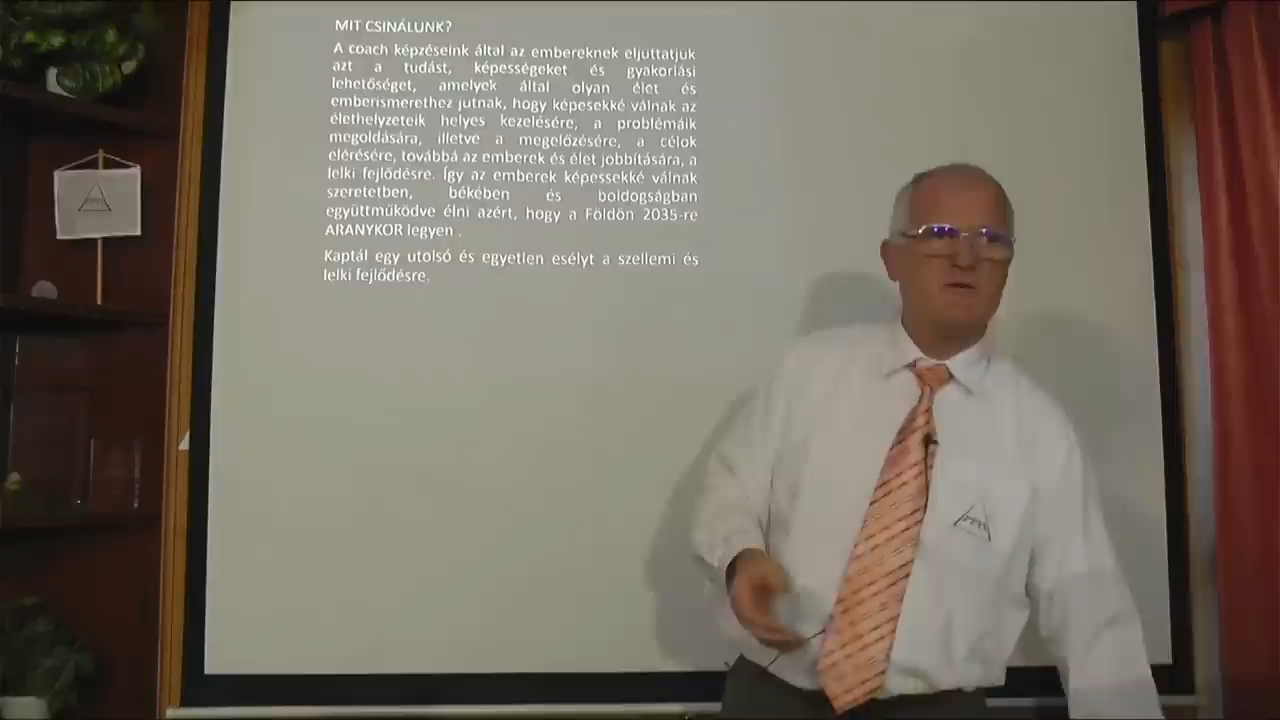 MIT CSINÁLUNK?
A coach képzéseink által az embereknek eljuttatjuk
azt a tudást, képességeket és gyakorlási
lehetőséget, amelyek által olyan élet és
emberismerethez jutnak, hogy képesekké válnak az
élethelyzeteik helyes kezelésére, a problémáik
megoldására, illetve a megelőzésére, a célok
elérésére, továbbá az emberek és élet jobbítására, a
lelki fejlődésre. Így az emberek képessekké válnak
szeretetben, békében és boldogságban
együttműködve élni azért, hogy a Földön 2035-re
ARANYKOR legyen .
Kaptál egy utolsó és egyetlen esélyt a szellemi és
lelki fejlődésre.